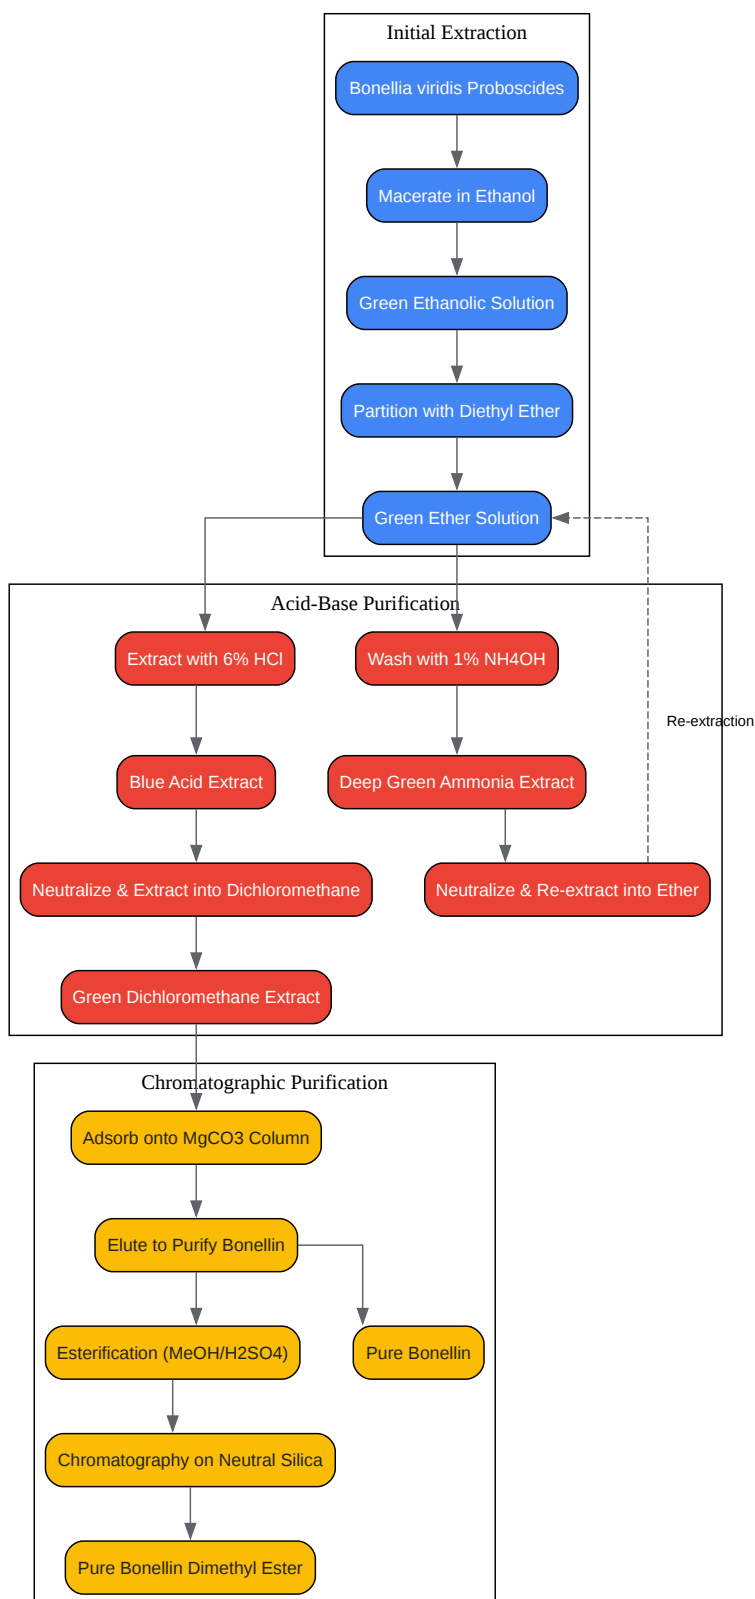 Initial Extraction
Bonellia viridis Proboscides
Macerate in Ethanol
Green Ethanolic Solution
Partition with Diethyl Ether
Green Ether Solution
Acid-Base Purification
Extract with 6% HCl
Wash with 1% NH4OH
Re-extraction
Blue Acid Extract
Deep Green Ammonia Extract
Neutralize & Extract into Dichloromethane
Neutralize & Re-extract into Ether
Green Dichloromethane Extract
Chromatographic Purification
Adsorb onto MgCO3 Column
Elute to Purify Bonellin
Esterification (MeOH/H2SO4)
Pure Bonellin
Chromatography on Neutral Silica
Pure Bonellin Dimethyl Ester